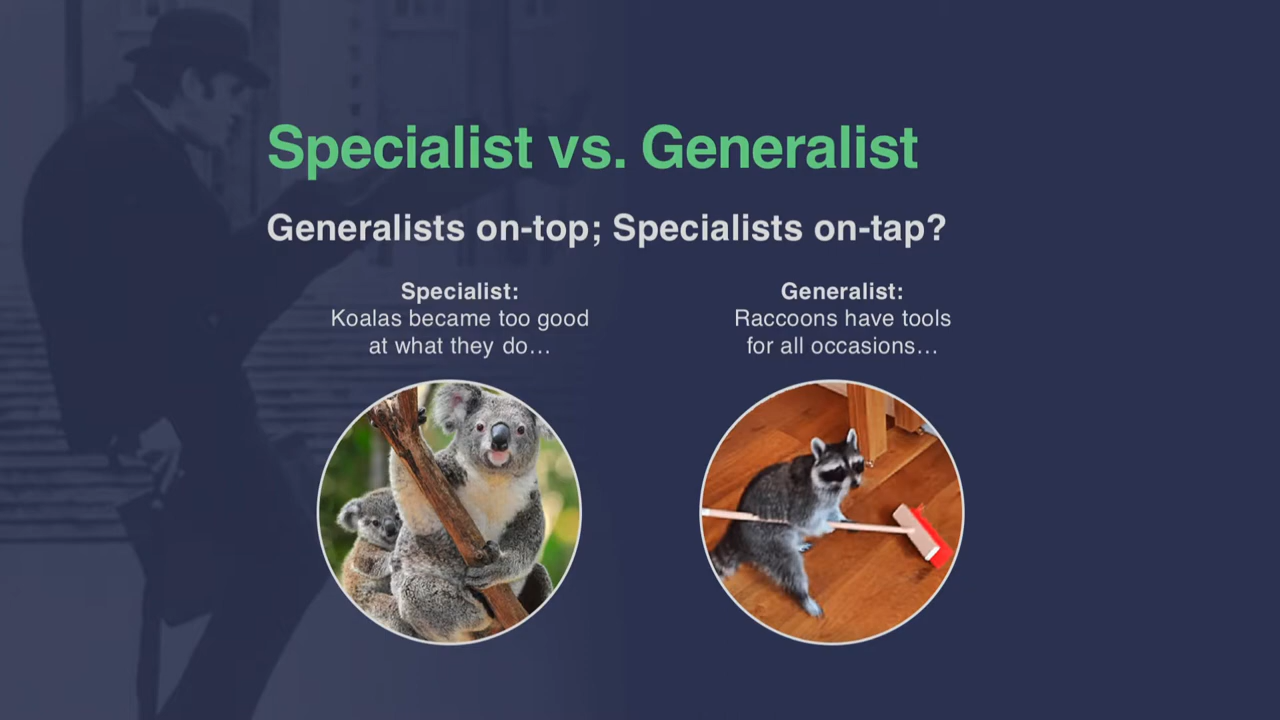 Specialist vs. Generalist
Generalists on-top; Specialists on-tap?
Specialist:
Koalas became too good
at what they do…
Generalist:
Raccoons have tools
for all occasions…